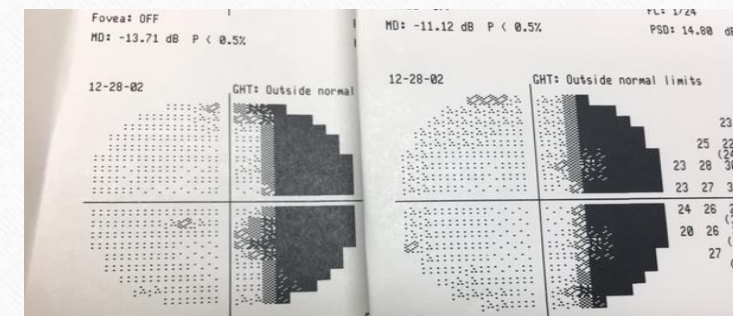 Fovea: OFF
MD: -13.71 dB P < 0.5%
12-28-02
GHT: Outside normal
MD: -11.12 dB P < 0.5%
PSD: 14.80 dB
12-28-02
GHT: Outside normal limits
23
25 22
23 28
23 27
24 26
20 26
27